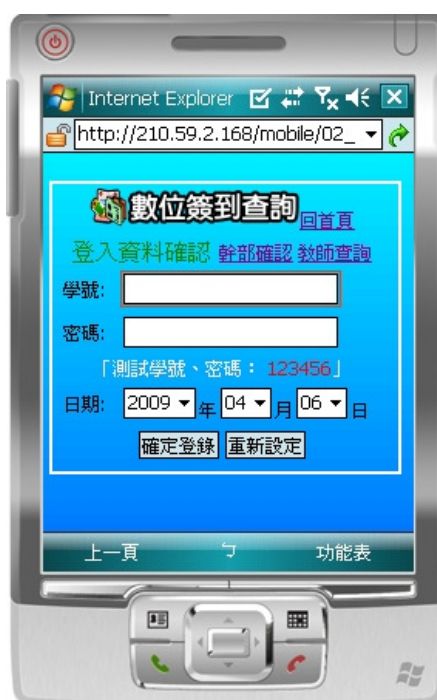 Internet Explorer
http://210.59.2.168/mobile/02_
數位簽到查詢 回首頁
登入資料確認 幹部確認 教師查詢
學號:
密碼:
「測試學號、密碼： 123456」
日期: 2009 年 04 月 06 日
確定登錄 重新設定
上一頁 ㄅ 功能表